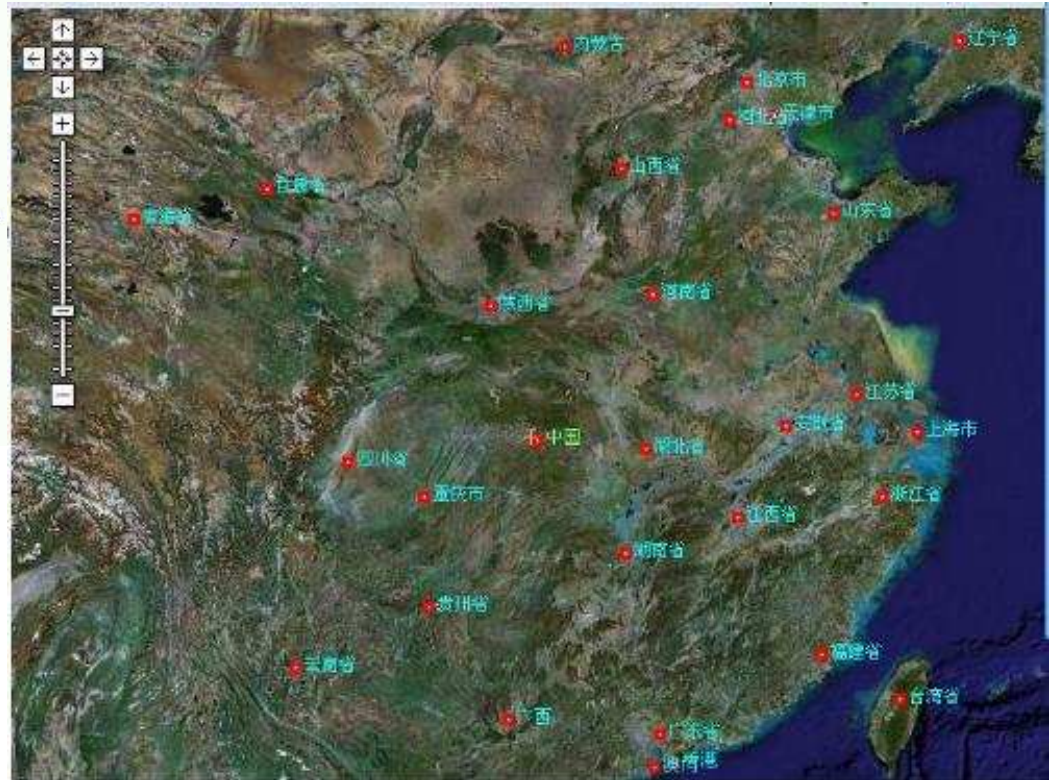 内蒙省
辽宁省
北京市
河北省
天津市
山西省
甘肃省
青海省
山东省
河南省
陕西省
江苏省
安徽省
上海市
中国
湖北省
四川省
重庆市
浙江省
江西省
湖南省
贵州省
福建省
云南省
台湾省
广西
广东省
澳
香港